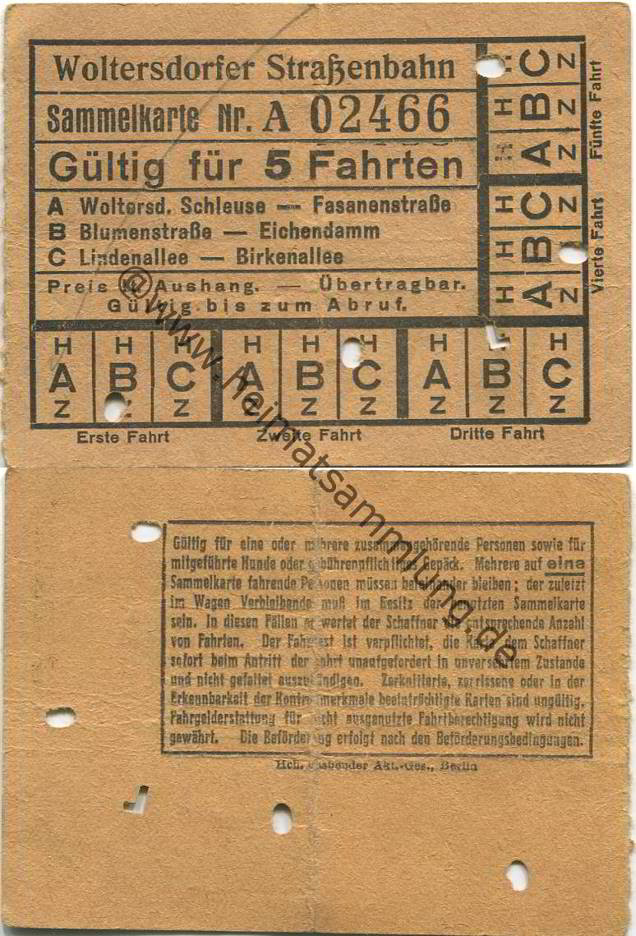 Woltersdorfer Straßenbahn
Sammelkarte Nr. A 02466
Gültig für 5 Fahrten
A Woltersd. Schleuse — Fasanenstraße
B Blumenstraße — Eichendamm
C Lindenallee — Birkenallee
Preis lt. Aushang. — Übertragbar.
Gültig bis zum Abruf.
H H H H H H H H H
A B C A B C A B C
Z Z Z Z Z Z Z Z
Erste Fahrt Zweite Fahrt Dritte Fahrt
H A Z
H B Z
H C Z
Vierte Fahrt
H A Z
H B Z
H C Z
Fünfte Fahrt
©www.Heimatsammlung.de
Gültig für eine oder mehrere zusammengehörende Personen sowie für
mitgeführte Hunde oder gebührenpflichtiges Gepäck. Mehrere auf eine
Sammelkarte fahrende Personen müssen beieinander bleiben; der zuletzt
im Wagen Verbleibende muß im Besitz der benutzten Sammelkarte
sein. In diesen Fällen entwertet der Schaffner die entsprechende Anzahl
von Fahrten. Der Fahrgast ist verpflichtet, die Karte dem Schaffner
sofort beim Antritt der Fahrt unaufgefordert in unversehrtem Zustande
und nicht gefaltet auszuhändigen. Zerknitterte, zerrissene oder in der
Erkennbarkeit der Kontrollmerkmale beeinträchtigte Karten sind ungültig.
Fahrgelderstattung für nicht ausgenutzte Fahrtberechtigung wird nicht
gewährt. Die Beförderung erfolgt nach den Beförderungsbedingungen.
Hch. Akt.-Ges., Berlin